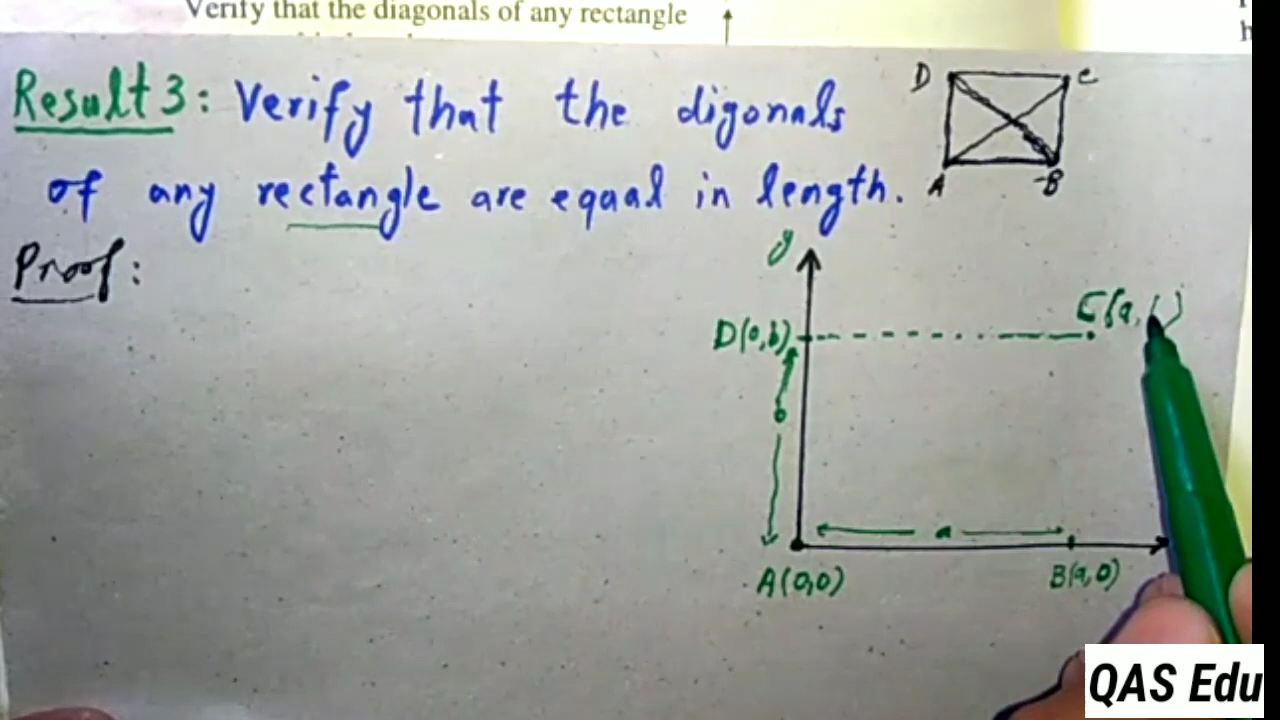 Verify that the diagonals of any rectangle
Result 3: Verify that the digonals
of any rectangle are equal in length.
Proof:
D C
A B
y
D(0,b) C(a, )
b
a
A(0,0) B(a,0)
QAS Edu